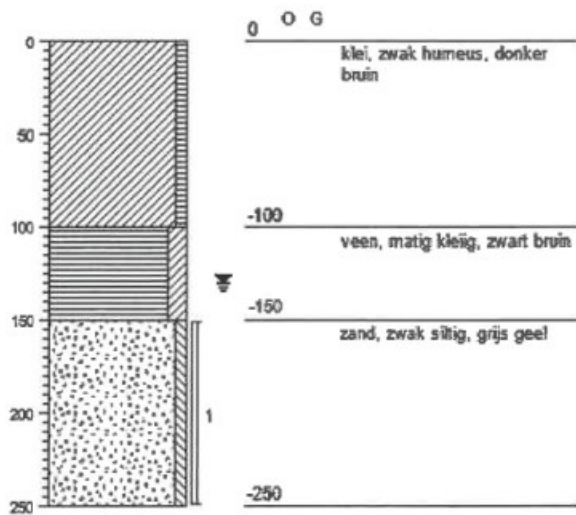 O G
0
0
klei, zwak humeus, donker
bruin
50
100
-100
veen, matig kleiig, zwart bruin
150
-150
zand, zwak siltig, grijs geel
200
1
250
-250